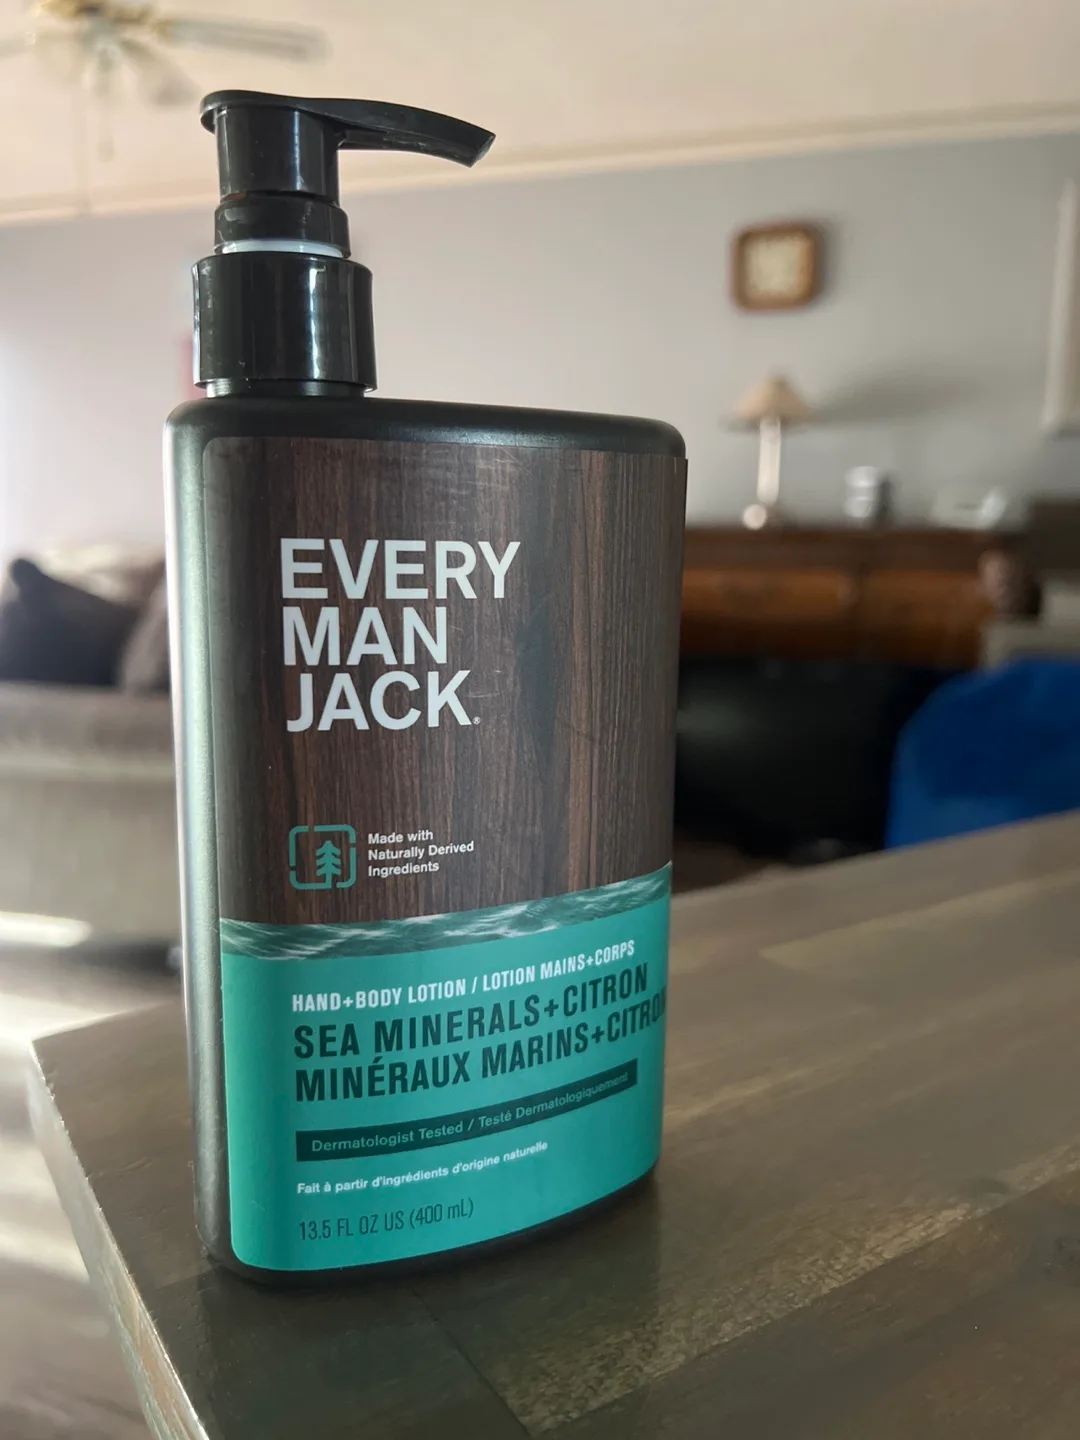 EVERY
MAN
JACK®
Made with
Naturally Derived
Ingredients
HAND+BODY LOTION / LOTION MAINS+CORPS
SEA MINERALS+CITRON
MINÉRAUX MARINS+CITRON
Dermatologist Tested / Testé Dermatologiquement
Fait à partir d'ingrédients d'origine naturelle
13.5 FL OZ US (400 mL)